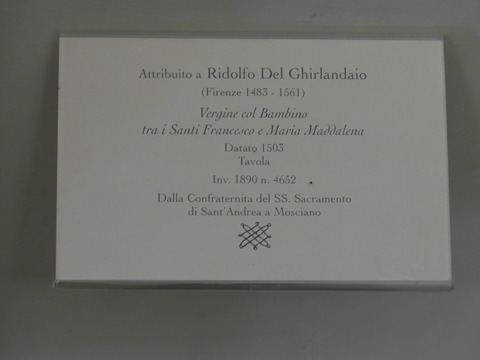 Attribuito a Ridolfo Del Ghirlandaio
(Firenze 1483 - 1561)
Vergine col Bambino
tra i Santi Francesco e Maria Maddalena
Datato 1503
Tavola
Inv. 1890 n. 4652
Dalla Confraternita del SS. Sacramento
di Sant'Andrea a Mosciano